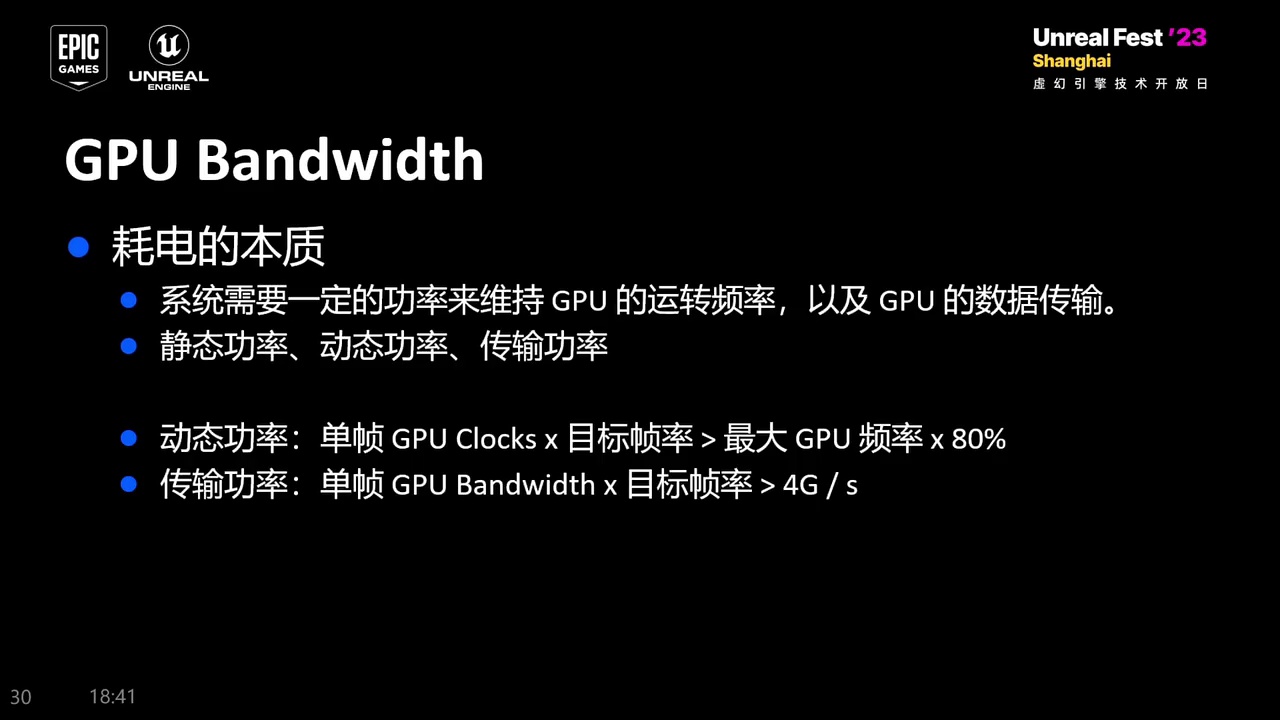 EPIC
GAMES
UNREAL
ENGINE
Unreal Fest '23
Shanghai
虚幻引擎技术开放日
GPU Bandwidth
耗电的本质
系统需要一定的功率来维持 GPU 的运转频率，以及 GPU 的数据传输。
静态功率、动态功率、传输功率
动态功率：单帧 GPU Clocks x 目标帧率 > 最大 GPU 频率 x 80%
传输功率：单帧 GPU Bandwidth x 目标帧率 > 4G / s
30 18:41